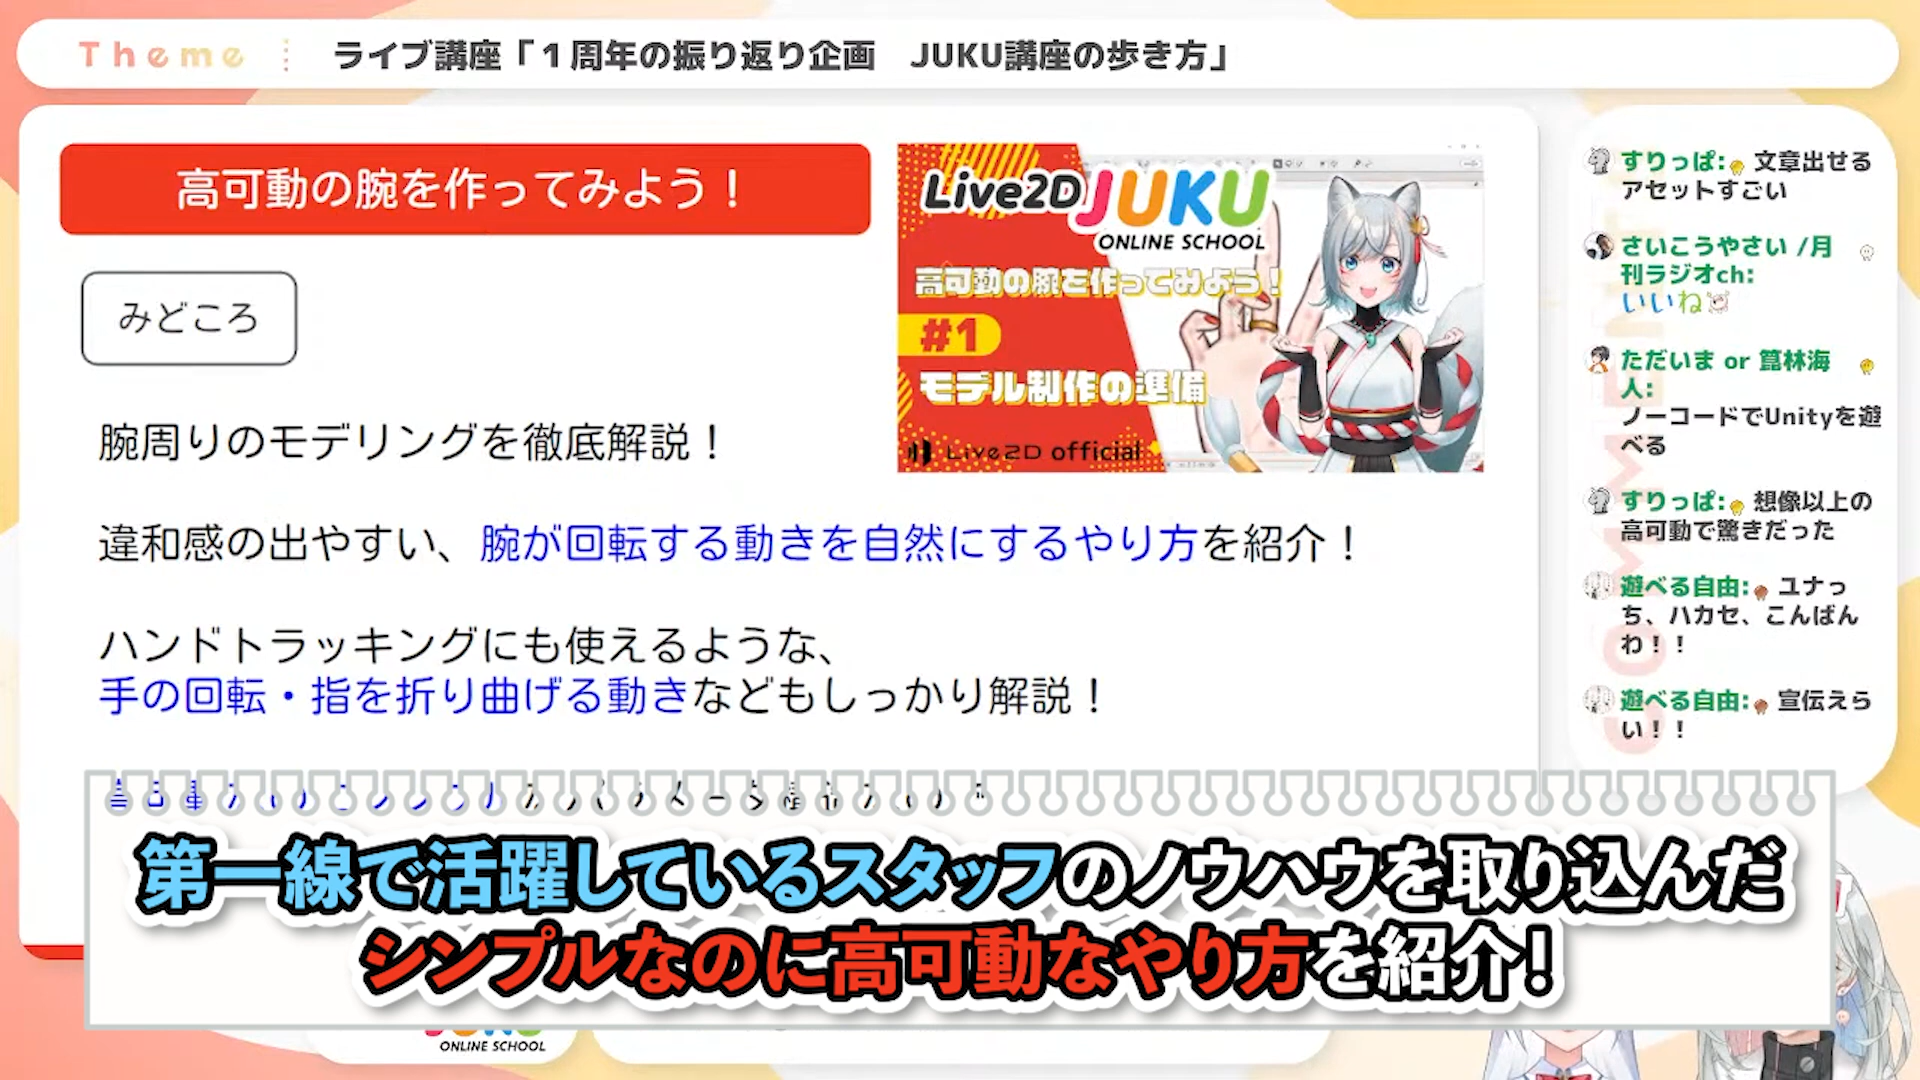 Theme
ライブ講座「１周年の振り返り企画　JUKU講座の歩き方」
高可動の腕を作ってみよう！
みどころ
腕周りのモデリングを徹底解説！
違和感の出やすい、腕が回転する動きを自然にするやり方を紹介！
ハンドトラッキングにも使えるような、
手の回転・指を折り曲げる動きなどもしっかり解説！
Live2D JUKU
ONLINE SCHOOL
高可動の腕を作ってみよう！
#1
モデル制作の準備
Live2D official
すりっぱ: 文章出せる
アセットすごい
さいこうやさい /月
刊ラジオch:
いいね
ただいま or 篁林海
人:
ノーコードでUnityを遊
べる
すりっぱ: 想像以上の
高可動で驚きだった
遊べる自由: ユナっ
ち、ハカセ、こんばん
わ！！
遊べる自由: 宣伝えら
い！！
第一線で活躍しているスタッフのノウハウを取り込んだ
シンプルなのに高可動なやり方を紹介！
ONLINE SCHOOL